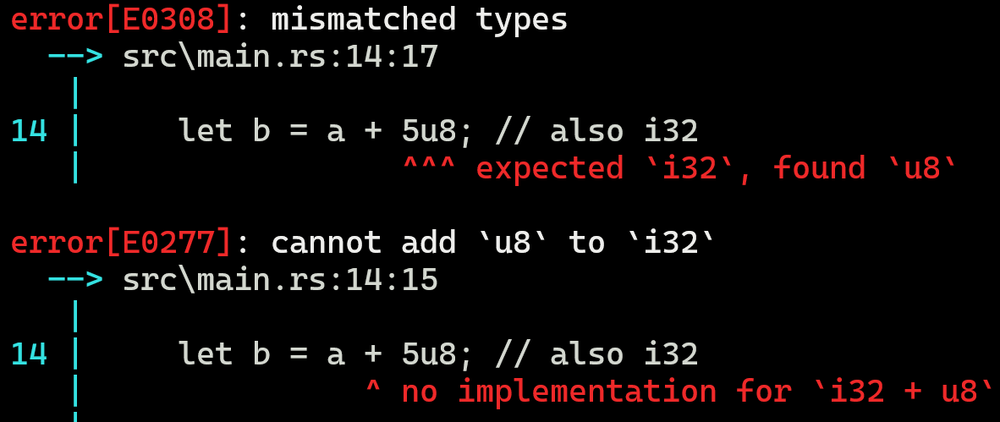 error[E0308]: mismatched types
  --> src\main.rs:14:17
   |
14 |     let b = a + 5u8; // also i32
   |                 ^^^ expected `i32`, found `u8`
error[E0277]: cannot add `u8` to `i32`
  --> src\main.rs:14:15
   |
14 |     let b = a + 5u8; // also i32
   |               ^ no implementation for `i32 + u8`
   |